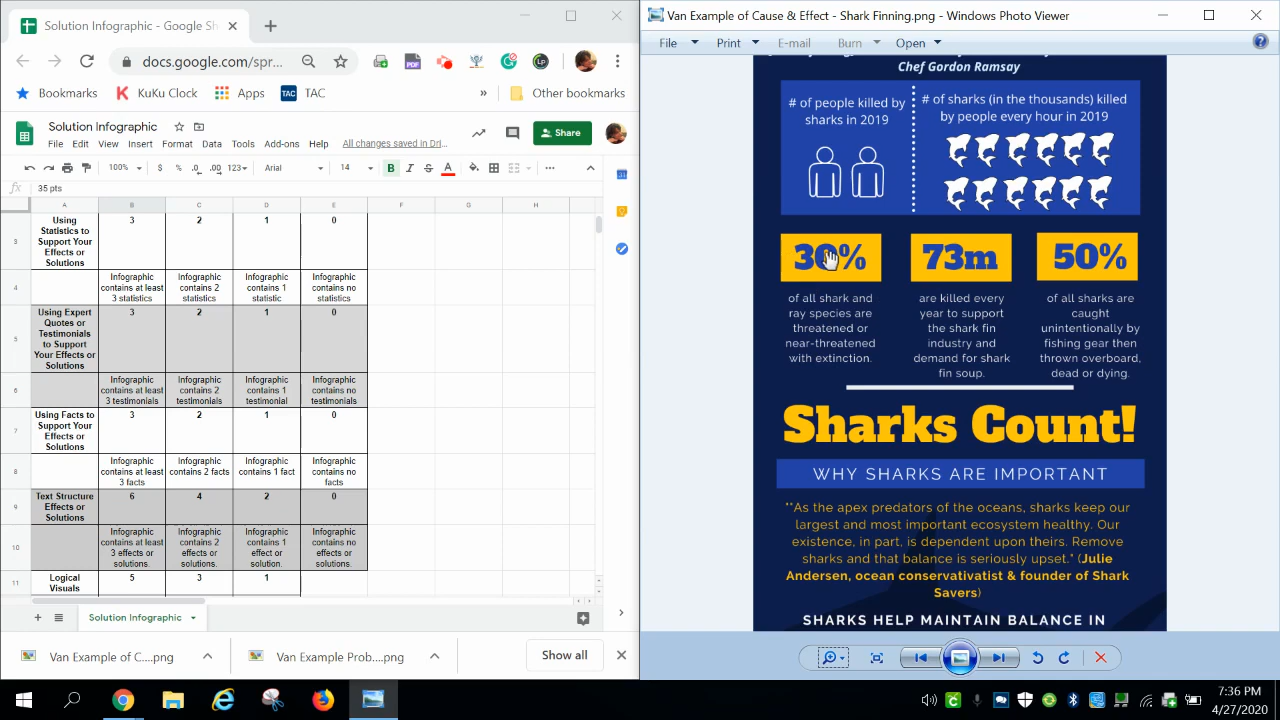 Solution Infographic - Google Sh
docs.google.com/spr...
Bookmarks
KuKu Clock
Apps
TAC
TAC
»
Other bookmarks
Solution Infographic
File Edit View Insert Format Data Tools Add-ons Help All changes saved in Dri...
Share
100% $ % .0 .00 123 Arial 14 B I S A
fx 35 pts
A B C D E F G H
3
Using
Statistics to
Support Your
Effects or
Solutions
3 2 1 0
4
Infographic
contains at least
3 statistics
Infographic
contains 2
statistics
Infographic
contains 1
statistic
Infographic
contains no
statistics
5
Using Expert
Quotes or
Testimonials
to Support
Your Effects or
Solutions
3 2 1 0
6
Infographic
contains at least
3 testimonials
Infographic
contains 2
testimonials
Infographic
contains 1
testimonial
Infographic
contains no
testimonials
7
Using Facts to
Support Your
Effects or
Solutions
3 2 1 0
8
Infographic
contains at least
3 facts
Infographic
contains 2 facts
Infographic
contains 1 fact
Infographic
contains no
facts
9
Text Structure
Effects or
Solutions
6 4 2 0
10
Infographic
contains at least
3 effects or
solutions.
Infographic
contains 2
effects or
solutions.
Infographic
contains 1
effect or
solution.
Infographic
contains no
effects or
solutions.
11
Logical
Visuals
5 3 1
Solution Infographic
Van Example of C....png
Van Example Prob....png
Show all
Van Example of Cause & Effect - Shark Finning.png - Windows Photo Viewer
File Print E-mail Burn Open
Chef Gordon Ramsay
# of people killed by
sharks in 2019
# of sharks (in the thousands) killed
by people every hour in 2019
30%
of all shark and
ray species are
threatened or
near-threatened
with extinction.
73m
are killed every
year to support
the shark fin
industry and
demand for shark
fin soup.
50%
of all sharks are
caught
unintentionally by
fishing gear then
thrown overboard,
dead or dying.
Sharks Count!
WHY SHARKS ARE IMPORTANT
""As the apex predators of the oceans, sharks keep our
largest and most important ecosystem healthy. Our
existence, in part, is dependent upon theirs. Remove
sharks and that balance is seriously upset." (Julie
Andersen, ocean conservativatist & founder of Shark
Savers)
SHARKS HELP MAINTAIN BALANCE IN
7:36 PM
4/27/2020